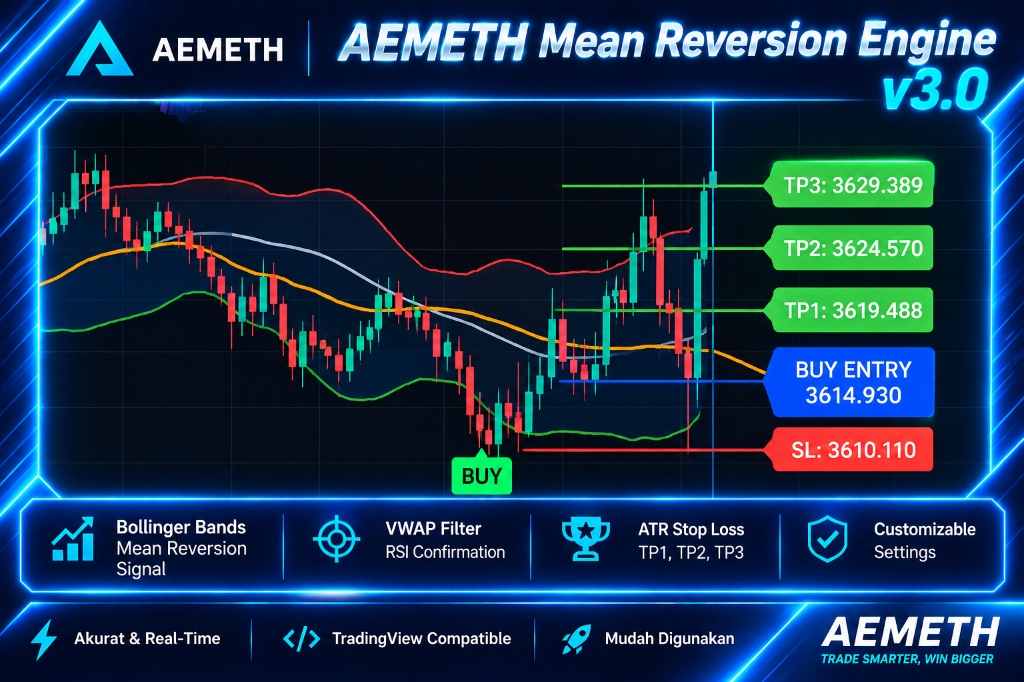 AEMETH
AEMETH Mean Reversion Engine
v3.0
TP3: 3629.389
TP2: 3624.570
TP1: 3619.488
BUY ENTRY
3614.930
SL: 3610.110
BUY
Bollinger Bands
Mean Reversion
Signal
VWAP Filter
RSI Confirmation
ATR Stop Loss
TP1, TP2, TP3
Customizable
Settings
Akurat & Real-Time
TradingView Compatible
Mudah Digunakan
AEMETH
TRADE SMARTER, WIN BIGGER